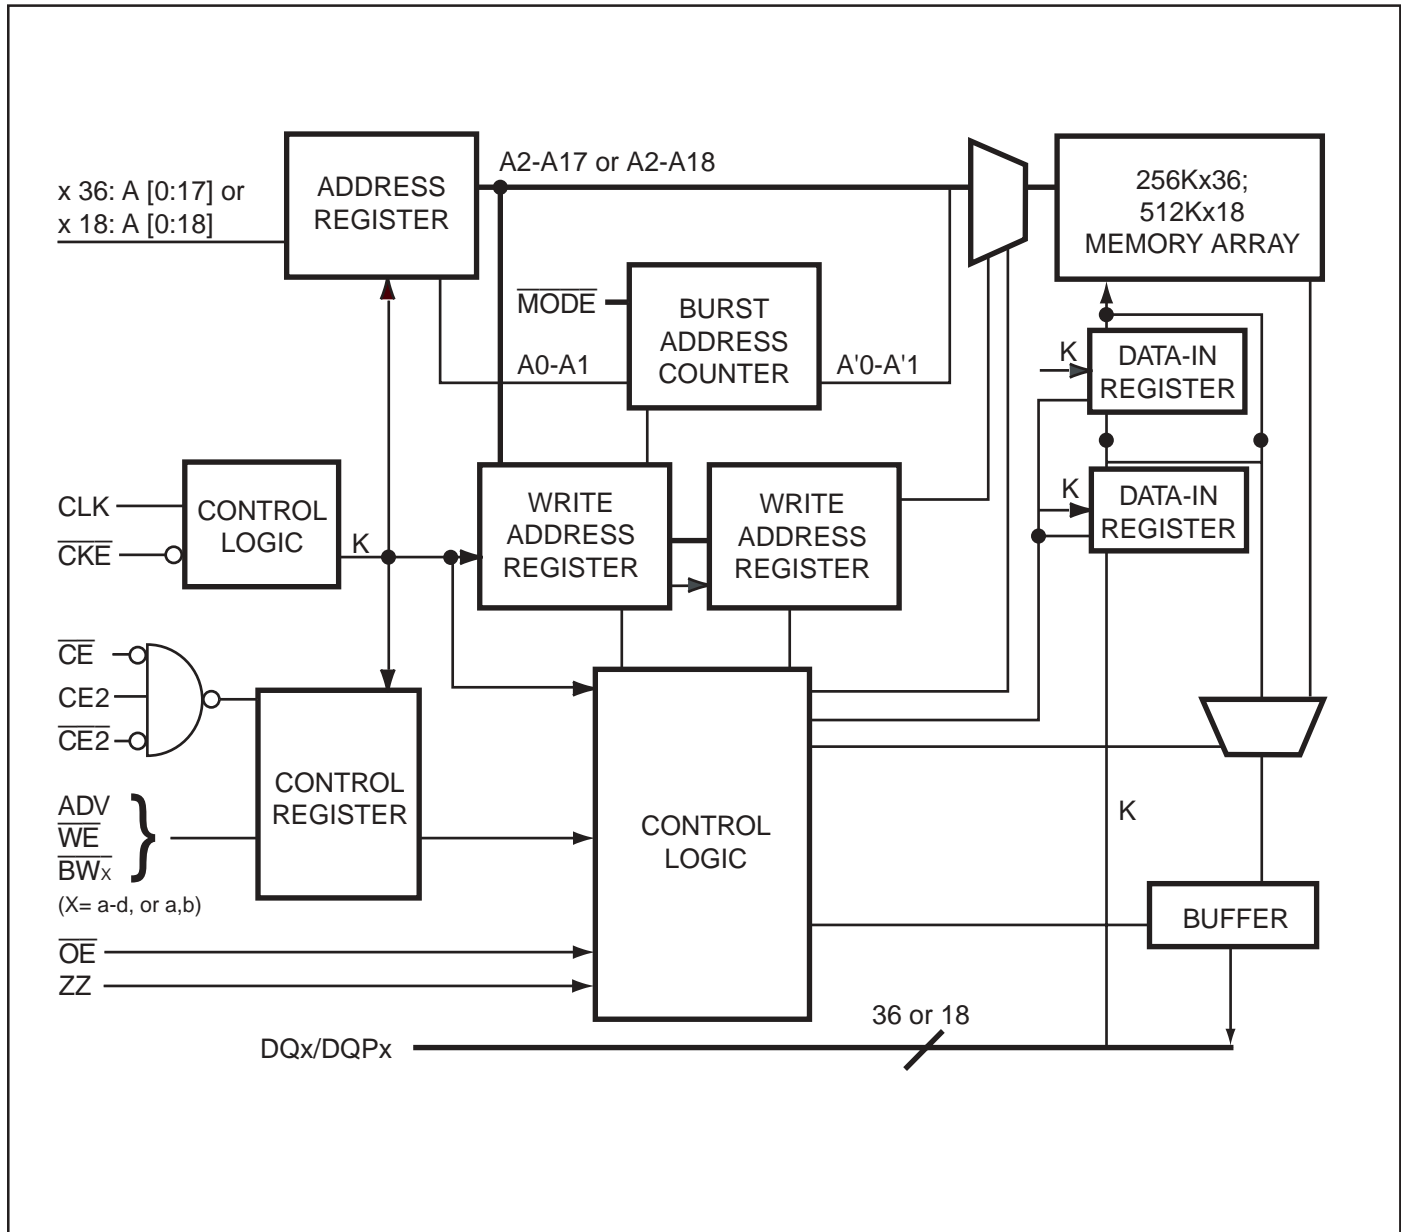 x 36: A [0:17] or
x 18: A [0:18]
ADDRESS
REGISTER
A2-A17 or A2-A18
256Kx36;
512Kx18
MEMORY ARRAY
MODE
BURST
ADDRESS
COUNTER
A0-A1
A'0-A'1
K
DATA-IN
REGISTER
CLK
CKE
CONTROL
LOGIC
K
WRITE
ADDRESS
REGISTER
WRITE
ADDRESS
REGISTER
K
DATA-IN
REGISTER
CE
CE2
CE2
ADV
WE
BWX
(X= a-d, or a,b)
CONTROL
REGISTER
CONTROL
LOGIC
K
BUFFER
OE
ZZ
36 or 18
DQx/DQPx